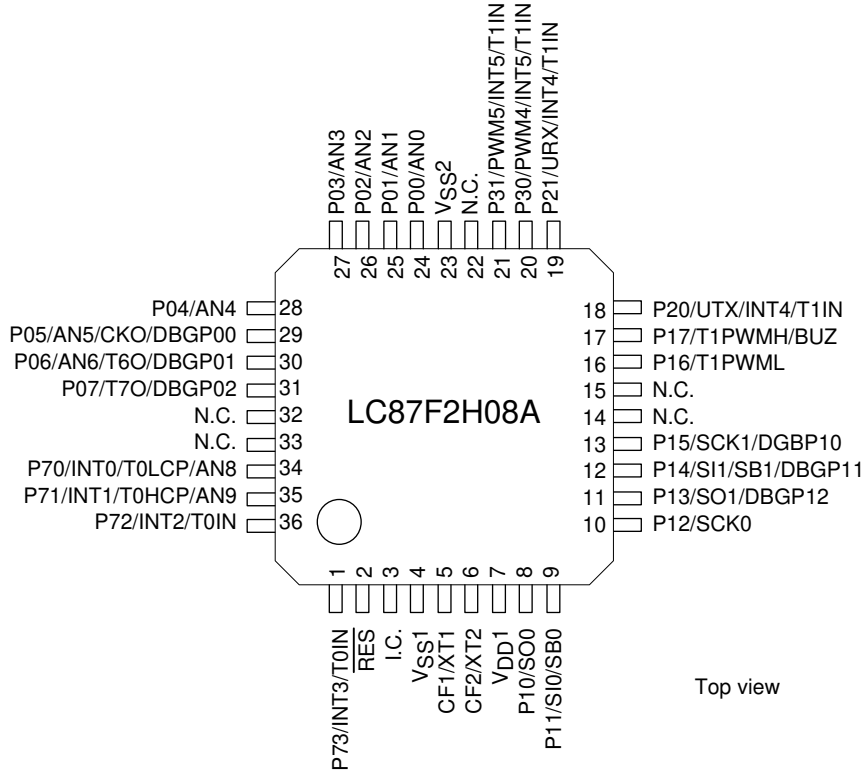 P03/AN3
P02/AN2
P01/AN1
P00/AN0
VSS2
N.C.
P31/PWM5/INT5/T1IN
P30/PWM4/INT5/T1IN
P21/URX/INT4/T1IN
27
26
25
24
23
22
21
20
19
P04/AN4 28
P05/AN5/CKO/DBGP00 29
P06/AN6/T6O/DBGP01 30
P07/T7O/DBGP02 31
N.C. 32
N.C. 33
P70/INT0/T0LCP/AN8 34
P71/INT1/T0HCP/AN9 35
P72/INT2/T0IN 36
LC87F2H08A
18 P20/UTX/INT4/T1IN
17 P17/T1PWMH/BUZ
16 P16/T1PWML
15 N.C.
14 N.C.
13 P15/SCK1/DGBP10
12 P14/SI1/SB1/DBGP11
11 P13/SO1/DBGP12
10 P12/SCK0
1
2
3
4
5
6
7
8
9
P73/INT3/T0IN
RES
I.C.
VSS1
CF1/XT1
CF2/XT2
VDD1
P10/SO0
P11/SI0/SB0
Top view